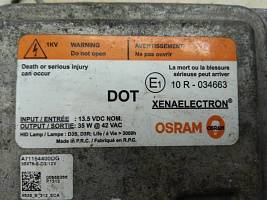 1KV
WARNING
Do not open
AVERTISSEMENT
Ne pas ouvrir
Death or serious injury
can occur
La mort ou la blessure
sérieuse peut arriver
DOT
E1
10 R - 034663
XENAELECTRON®
INPUT / ENTRÉE : 13.5 VDC NOM.
OUTPUT / SORTIE : 35 W @ 42 VAC
HID Lamp / Lampe : D3S, D3R; Life / á Vie > 3000h
Made in P.R.C. / Fabriqué en P.R.C.
OSRAM
A71154400DG